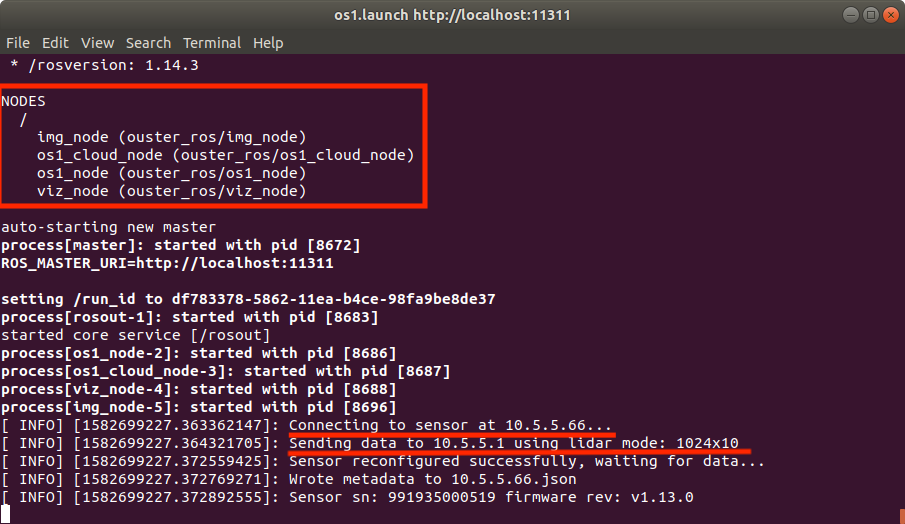 os1.launch http://localhost:11311
File Edit View Search Terminal Help
* /rosversion: 1.14.3
NODES
/
img_node (ouster_ros/img_node)
os1_cloud_node (ouster_ros/os1_cloud_node)
os1_node (ouster_ros/os1_node)
viz_node (ouster_ros/viz_node)
auto-starting new master
process[master]: started with pid [8672]
ROS_MASTER_URI=http://localhost:11311
setting /run_id to df783378-5862-11ea-b4ce-98fa9be8de37
process[rosout-1]: started with pid [8683]
started core service [/rosout]
process[os1_node-2]: started with pid [8686]
process[os1_cloud_node-3]: started with pid [8687]
process[viz_node-4]: started with pid [8688]
process[img_node-5]: started with pid [8696]
[ INFO] [1582699227.363362147]: Connecting to sensor at 10.5.5.66...
[ INFO] [1582699227.364321705]: Sending data to 10.5.5.1 using lidar mode: 1024x10
[ INFO] [1582699227.372559425]: Sensor reconfigured successfully, waiting for data...
[ INFO] [1582699227.372769271]: Wrote metadata to 10.5.5.66.json
[ INFO] [1582699227.372892555]: Sensor sn: 991935000519 firmware rev: v1.13.0